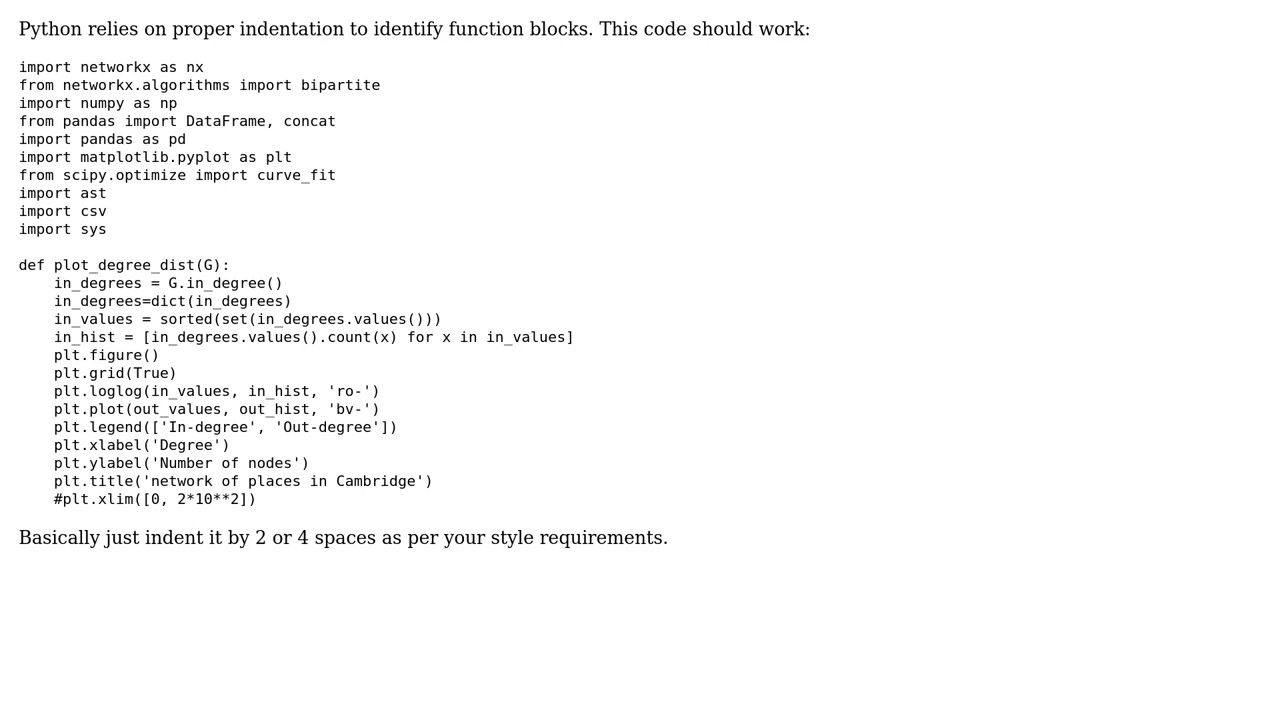 Python relies on proper indentation to identify function blocks. This code should work:
import networkx as nx
from networkx.algorithms import bipartite
import numpy as np
from pandas import DataFrame, concat
import pandas as pd
import matplotlib.pyplot as plt
from scipy.optimize import curve_fit
import ast
import csv
import sys

def plot_degree_dist(G):
    in_degrees = G.in_degree()
    in_degrees=dict(in_degrees)
    in_values = sorted(set(in_degrees.values()))
    in_hist = [in_degrees.values().count(x) for x in in_values]
    plt.figure()
    plt.grid(True)
    plt.loglog(in_values, in_hist, 'ro-')
    plt.plot(out_values, out_hist, 'bv-')
    plt.legend(['In-degree', 'Out-degree'])
    plt.xlabel('Degree')
    plt.ylabel('Number of nodes')
    plt.title('network of places in Cambridge')
    #plt.xlim([0, 2*10**2])
Basically just indent it by 2 or 4 spaces as per your style requirements.